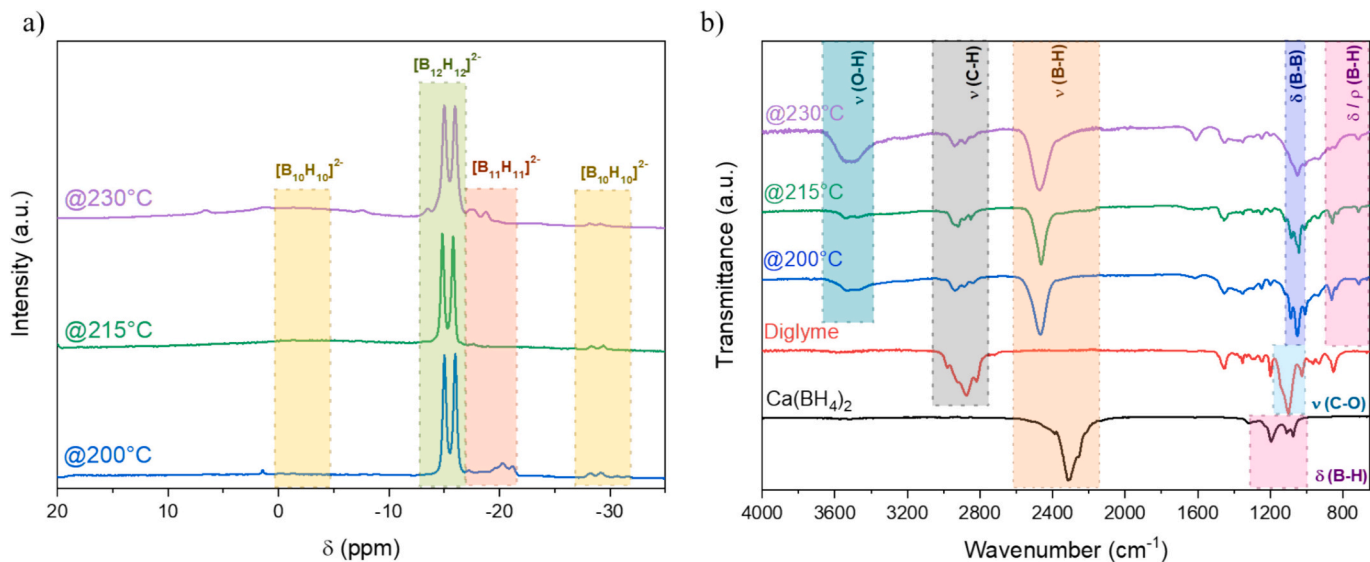 a)
[B12H12]2-
[B10H10]2-
[B11H11]2-
[B10H10]2-
@230°C
@215°C
@200°C
Intensity (a.u.)
20
10
0
-10
-20
-30
δ (ppm)
b)
ν (O-H)
ν (C-H)
ν (B-H)
δ (B-B)
δ / ρ (B-H)
@230°C
@215°C
@200°C
Diglyme
Ca(BH4)2
ν (C-O)
δ (B-H)
Transmittance (a.u.)
4000
3600
3200
2800
2400
2000
1600
1200
800
Wavenumber (cm-1)